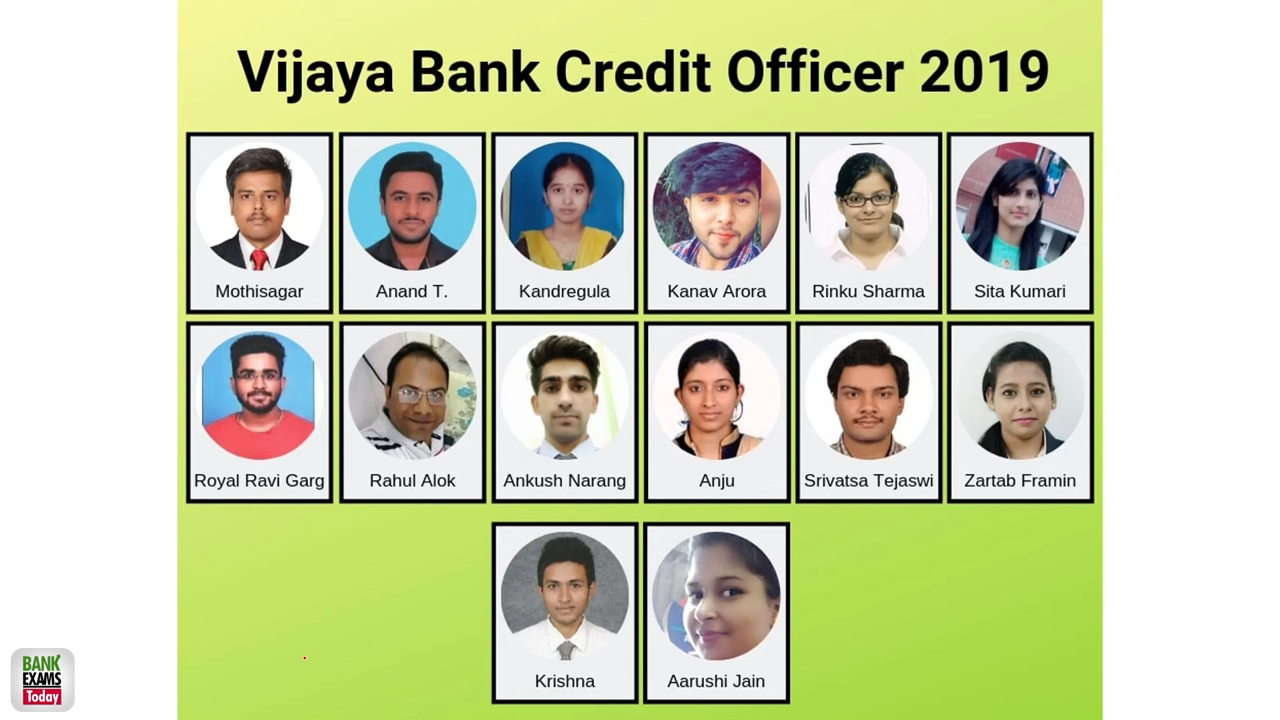 Vijaya Bank Credit Officer 2019
Mothisagar
Anand T.
Kandregula
Kanav Arora
Rinku Sharma
Sita Kumari
Royal Ravi Garg
Rahul Alok
Ankush Narang
Anju
Srivatsa Tejaswi
Zartab Framin
Krishna
Aarushi Jain
BANK
EXAMS
Today